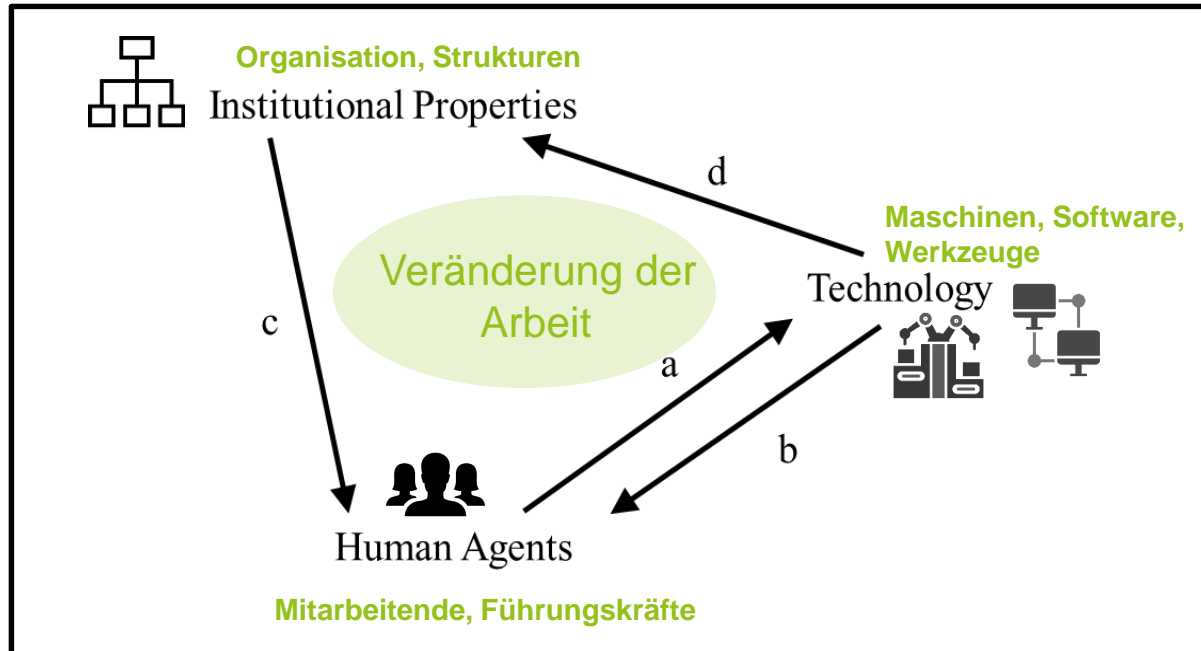 Organisation, Strukturen
Institutional Properties
d
Maschinen, Software,
Werkzeuge
Technology
Veränderung der
Arbeit
c
a
b
Human Agents
Mitarbeitende, Führungskräfte